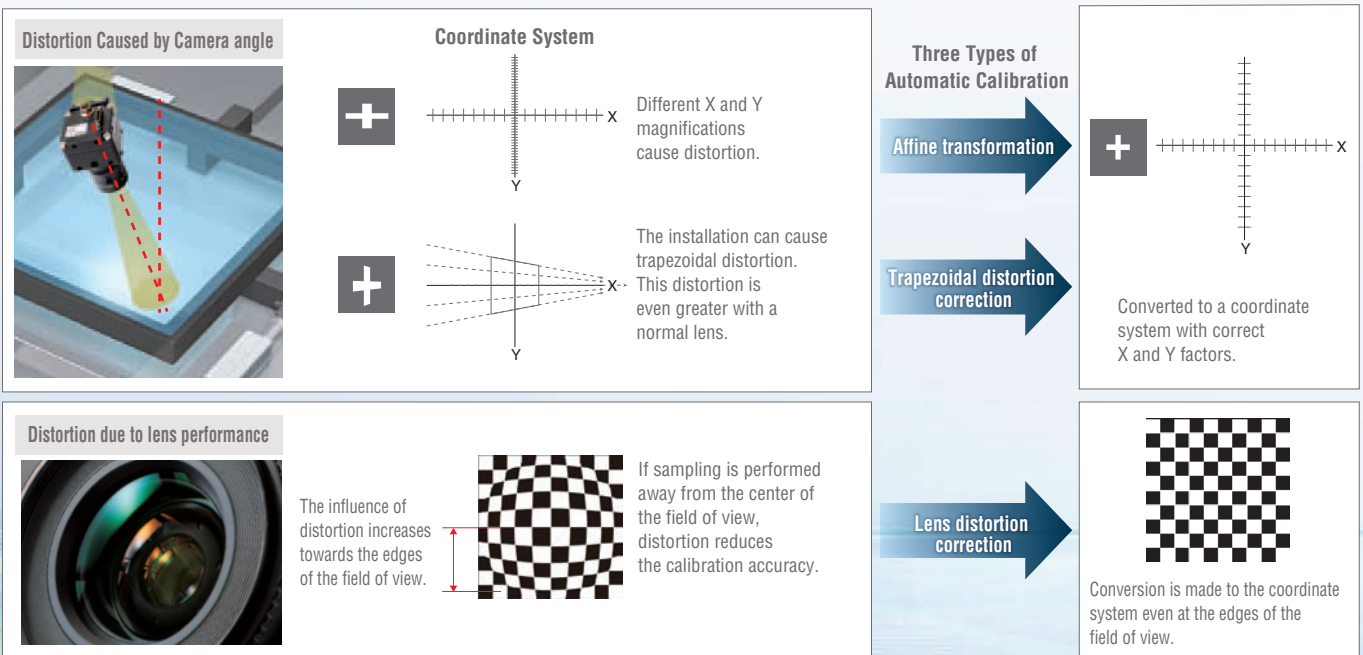 Distortion Caused by Camera angle
Coordinate System
X
Y
Different X and Y
magnifications
cause distortion.
X
Y
The installation can cause
trapezoidal distortion.
This distortion is
even greater with a
normal lens.
Three Types of
Automatic Calibration
Affine transformation
Trapezoidal distortion
correction
X
Y
Converted to a coordinate
system with correct
X and Y factors.
Distortion due to lens performance
The influence of
distortion increases
towards the edges
of the field of view.
If sampling is performed
away from the center of
the field of view,
distortion reduces
the calibration accuracy.
Lens distortion
correction
Conversion is made to the coordinate
system even at the edges of the
field of view.